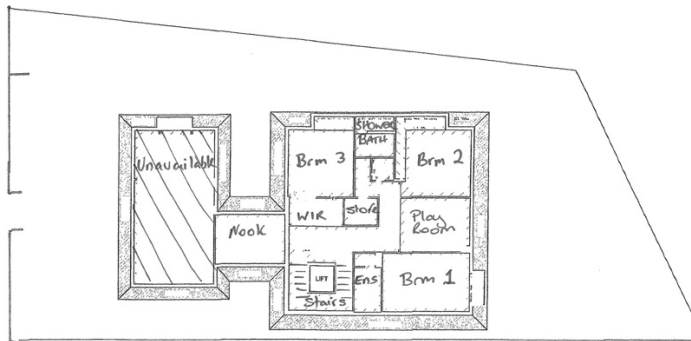 SHOWER
BATH
Unavailable
Brm 3
Brm 2
WIR
Store
Play
Room
Nook
LIFT
Ens
Brm 1
Stairs